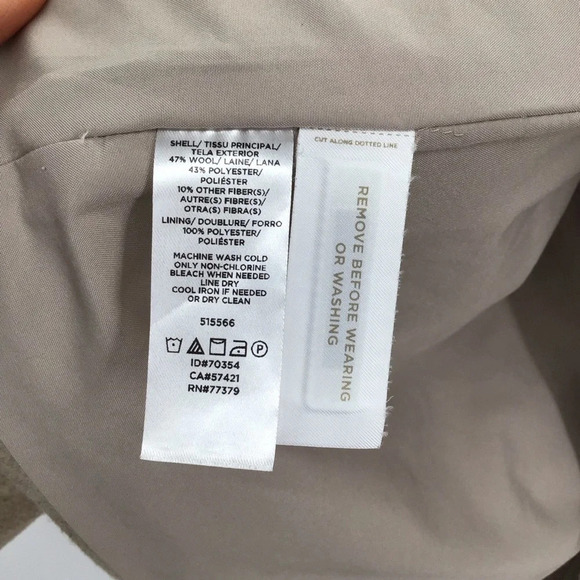 SHELL/ TISSU PRINCIPAL/
TELA EXTERIOR
47% WOOL/ LAINE/ LANA
43% POLYESTER/
POLIÉSTER
10% OTHER FIBER(S)/
AUTRE(S) FIBRE(S)/
OTRA(S) FIBRA(S)
LINING/ DOUBLURE/ FORRO
100% POLYESTER/
POLIÉSTER
MACHINE WASH COLD
ONLY NON-CHLORINE
BLEACH WHEN NEEDED
LINE DRY
COOL IRON IF NEEDED
OR DRY CLEAN
515566
P
ID#70354
CA#57421
RN#77379
CUT ALONG DOTTED LINE
REMOVE BEFORE WEARING
OR WASHING